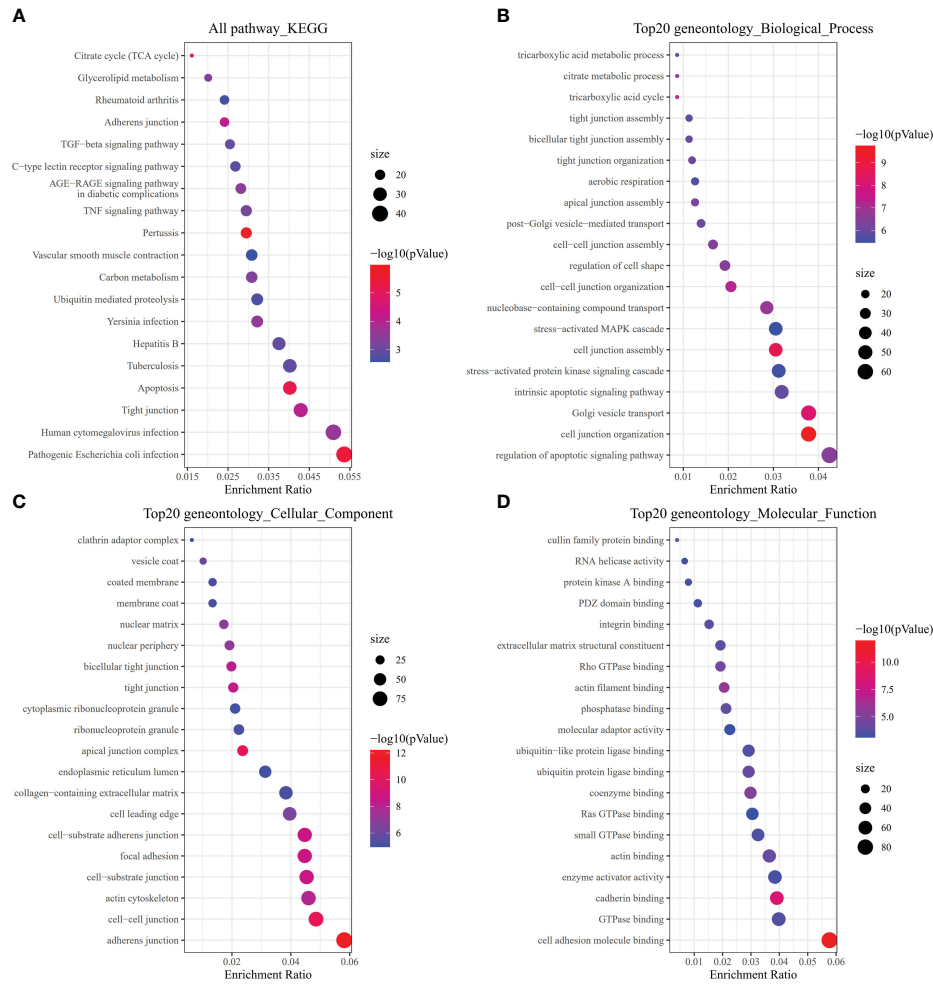 A
All pathway_KEGG
Citrate cycle (TCA cycle)
Glycerolipid metabolism
Rheumatoid arthritis
Adherens junction
TGF−beta signaling pathway
C−type lectin receptor signaling pathway
AGE−RAGE signaling pathway
in diabetic complications
TNF signaling pathway
Pertussis
Vascular smooth muscle contraction
Carbon metabolism
Ubiquitin mediated proteolysis
Yersinia infection
Hepatitis B
Tuberculosis
Apoptosis
Tight junction
Human cytomegalovirus infection
Pathogenic Escherichia coli infection
0.015 0.025 0.035 0.045 0.055
Enrichment Ratio
size
20
30
40
−log10(pValue)
5
4
3
B
Top20 geneontology_Biological_Process
tricarboxylic acid metabolic process
citrate metabolic process
tricarboxylic acid cycle
tight junction assembly
bicellular tight junction assembly
tight junction organization
aerobic respiration
apical junction assembly
post−Golgi vesicle−mediated transport
cell−cell junction assembly
regulation of cell shape
cell−cell junction organization
nucleobase−containing compound transport
stress−activated MAPK cascade
cell junction assembly
stress−activated protein kinase signaling cascade
intrinsic apoptotic signaling pathway
Golgi vesicle transport
cell junction organization
regulation of apoptotic signaling pathway
0.01 0.02 0.03 0.04
Enrichment Ratio
−log10(pValue)
9
8
7
6
size
20
30
40
50
60
C
Top20 geneontology_Cellular_Component
clathrin adaptor complex
vesicle coat
coated membrane
membrane coat
nuclear matrix
nuclear periphery
bicellular tight junction
tight junction
cytoplasmic ribonucleoprotein granule
ribonucleoprotein granule
apical junction complex
endoplasmic reticulum lumen
collagen−containing extracellular matrix
cell leading edge
cell−substrate adherens junction
focal adhesion
cell−substrate junction
actin cytoskeleton
cell−cell junction
adherens junction
0.02 0.04 0.06
Enrichment Ratio
size
25
50
75
−log10(pValue)
12
10
8
6
D
Top20 geneontology_Molecular_Function
cullin family protein binding
RNA helicase activity
protein kinase A binding
PDZ domain binding
integrin binding
extracellular matrix structural constituent
Rho GTPase binding
actin filament binding
phosphatase binding
molecular adaptor activity
ubiquitin−like protein ligase binding
ubiquitin protein ligase binding
coenzyme binding
Ras GTPase binding
small GTPase binding
actin binding
enzyme activator activity
cadherin binding
GTPase binding
cell adhesion molecule binding
0.01 0.02 0.03 0.04 0.05 0.06
Enrichment Ratio
−log10(pValue)
10.0
7.5
5.0
size
20
40
60
80